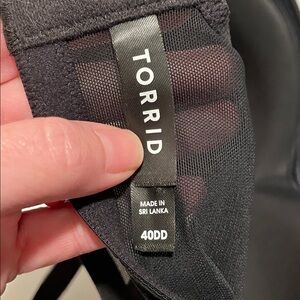 TORRID
MADE IN
SRI LANKA
40DD